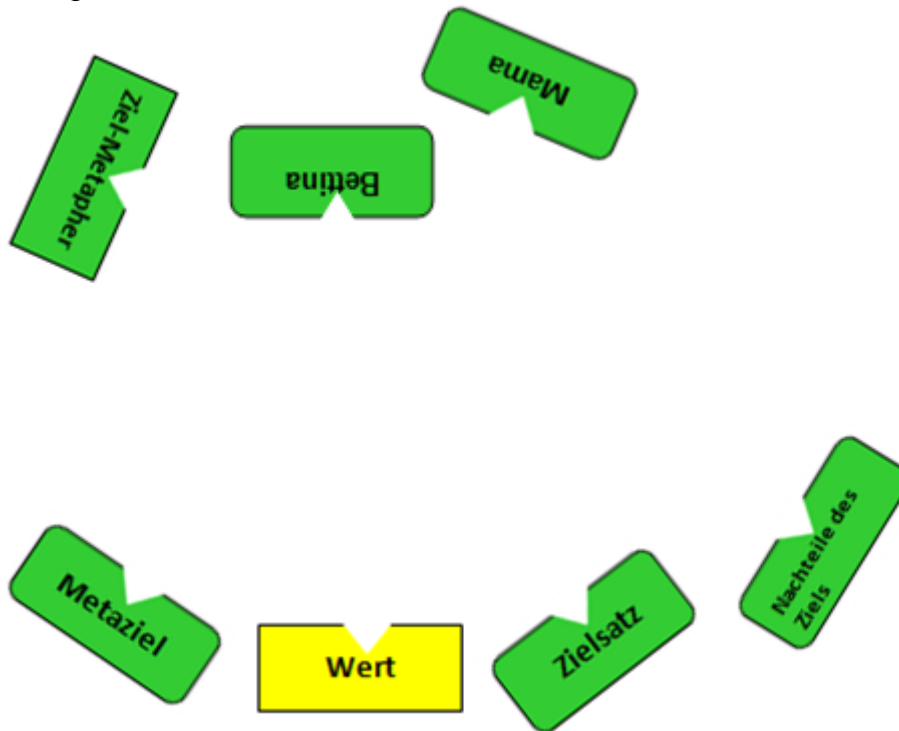 Mama
Ziel-Metapher
Bettina
Metaziel
Wert
Zielsatz
Nachteile des
Ziels